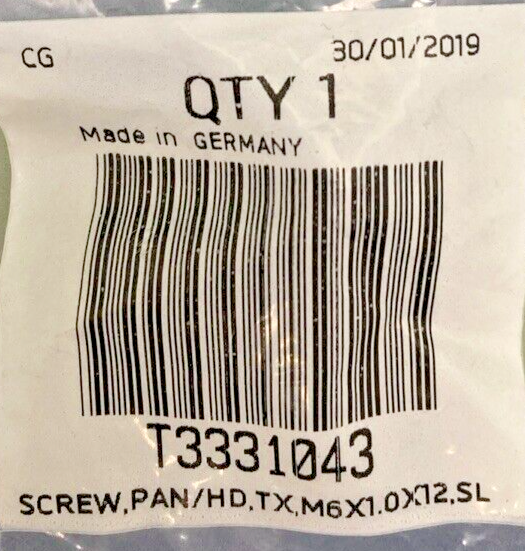 CG 30/01/2019
QTY 1
Made in GERMANY
T3331043
SCREW,PAN/HD,TX,M6X1.0X12,SL